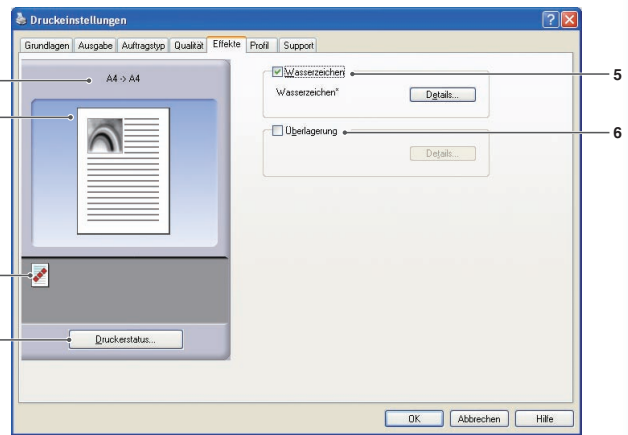 Druckeinstellungen
Grundlagen Ausgabe Auftragstyp Qualität Effekte Profil Support
A4 -> A4
Wasserzeichen 5
Wasserzeichen* Details...
Überlagerung 6
Details...
Druckerstatus...
OK Abbrechen Hilfe